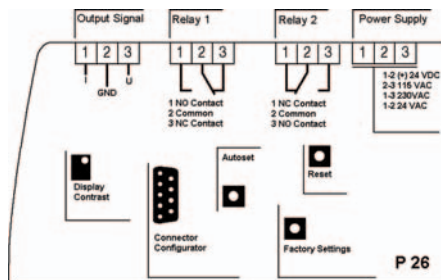 Output Signal
Relay 1
Relay 2
Power Supply
1 2 3
1 2 3
1 2 3
1 2 3
I
GND
U
1 NO Contact
2 Common
3 NC Contact
1 NC Contact
2 Common
3 NO Contact
1-2 (+) 24 VDC
2-3 115 VAC
1-3 230VAC
1-2 24 VAC
Display
Contrast
Connector
Configurator
Autoset
Reset
Factory Settings
P 26